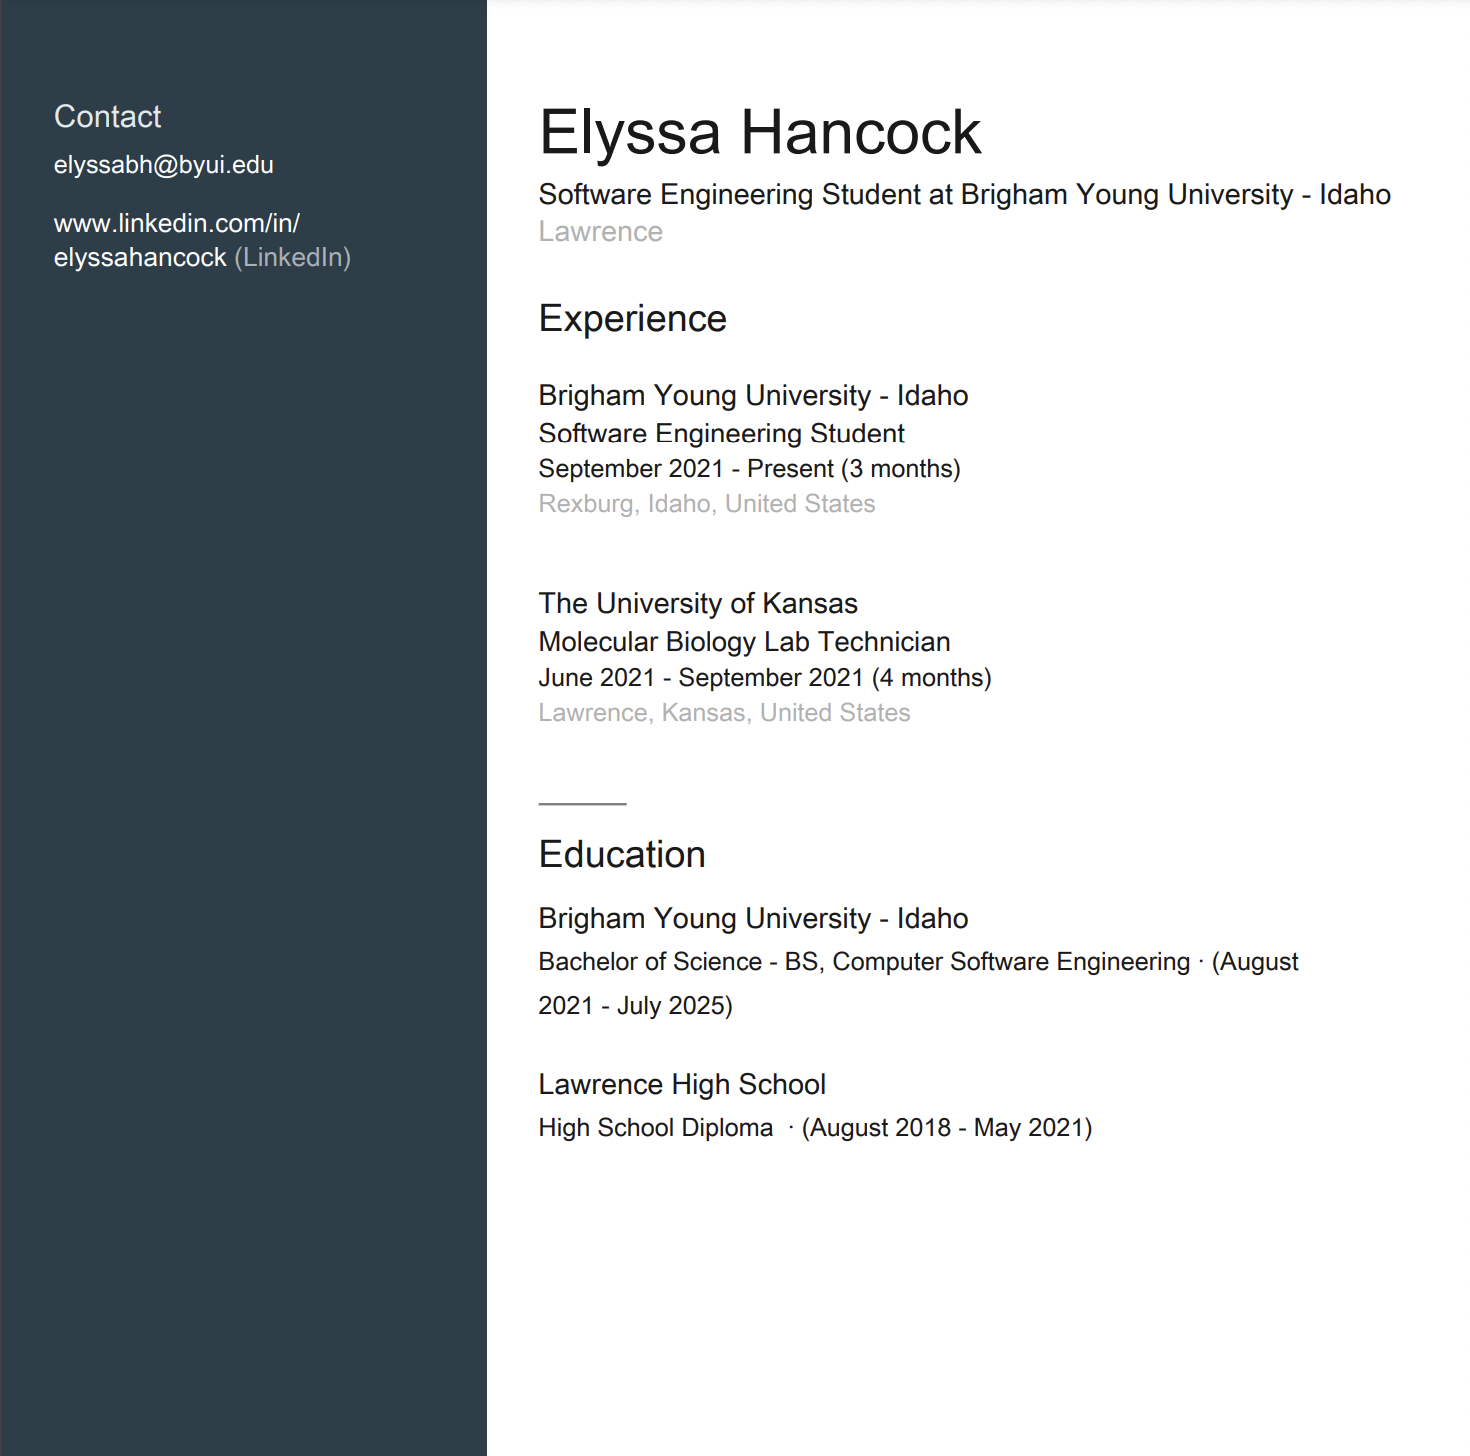 Contact
elyssabh@byui.edu
www.linkedin.com/in/
elyssahancock (LinkedIn)
Elyssa Hancock
Software Engineering Student at Brigham Young University - Idaho
Lawrence
Experience
Brigham Young University - Idaho
Software Engineering Student
September 2021 - Present (3 months)
Rexburg, Idaho, United States
The University of Kansas
Molecular Biology Lab Technician
June 2021 - September 2021 (4 months)
Lawrence, Kansas, United States
Education
Brigham Young University - Idaho
Bachelor of Science - BS, Computer Software Engineering · (August
2021 - July 2025)
Lawrence High School
High School Diploma · (August 2018 - May 2021)